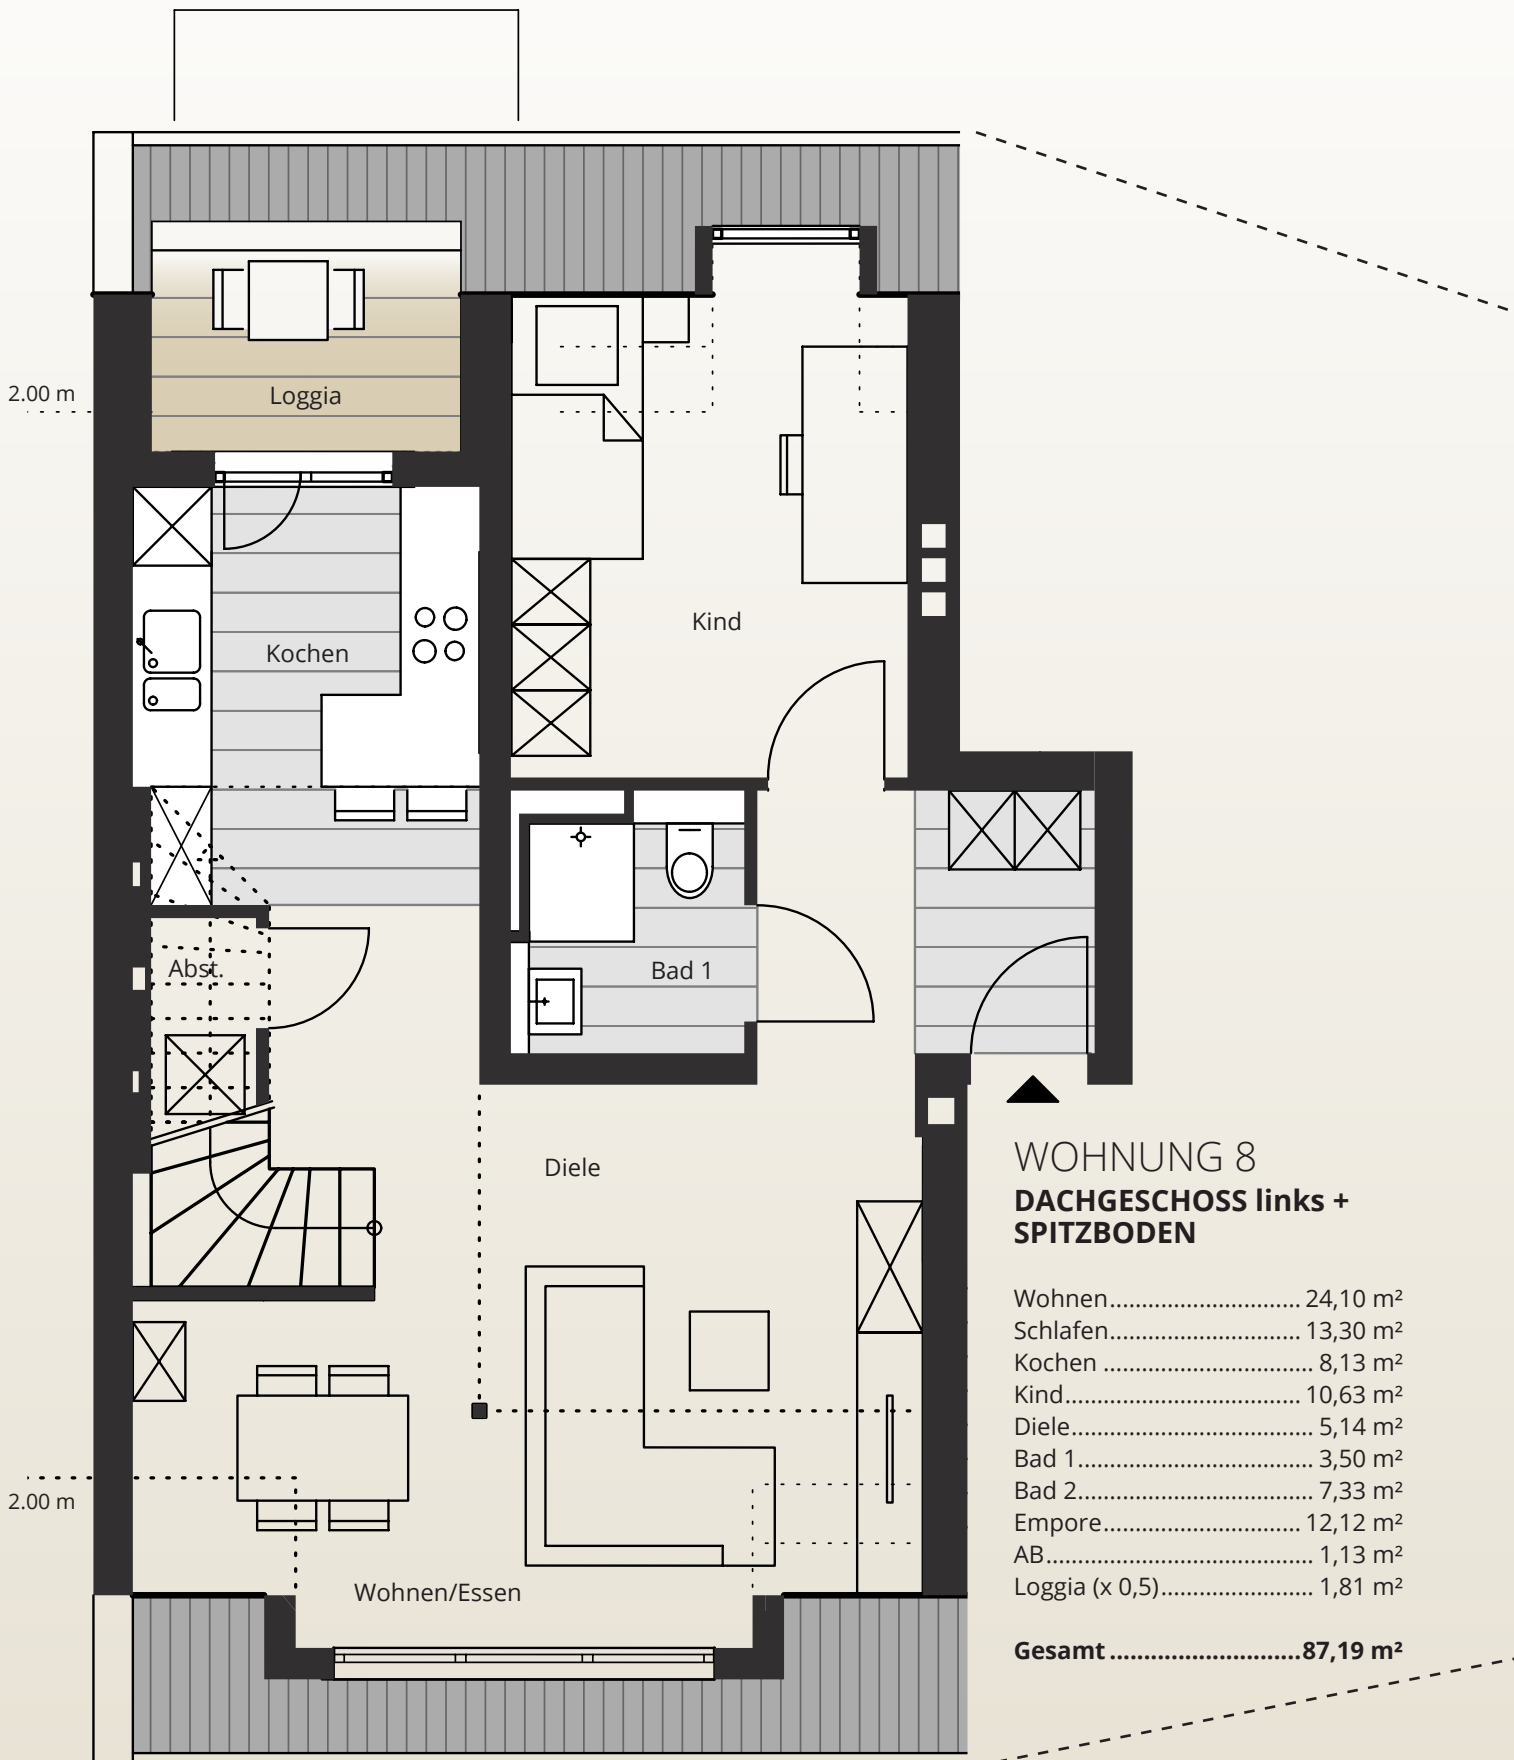 2.00 m
Loggia
Kochen
Kind
Abst.
Bad 1
Diele
2.00 m
Wohnen/Essen
WOHNUNG 8
DACHGESCHOSS links +
SPITZBODEN
Wohnen............................. 24,10 m²
Schlafen............................. 13,30 m²
Kochen ................................ 8,13 m²
Kind.................................... 10,63 m²
Diele..................................... 5,14 m²
Bad 1.................................... 3,50 m²
Bad 2.................................... 7,33 m²
Empore.............................. 12,12 m²
AB......................................... 1,13 m²
Loggia (x 0,5)........................ 1,81 m²
Gesamt .............................87,19 m²